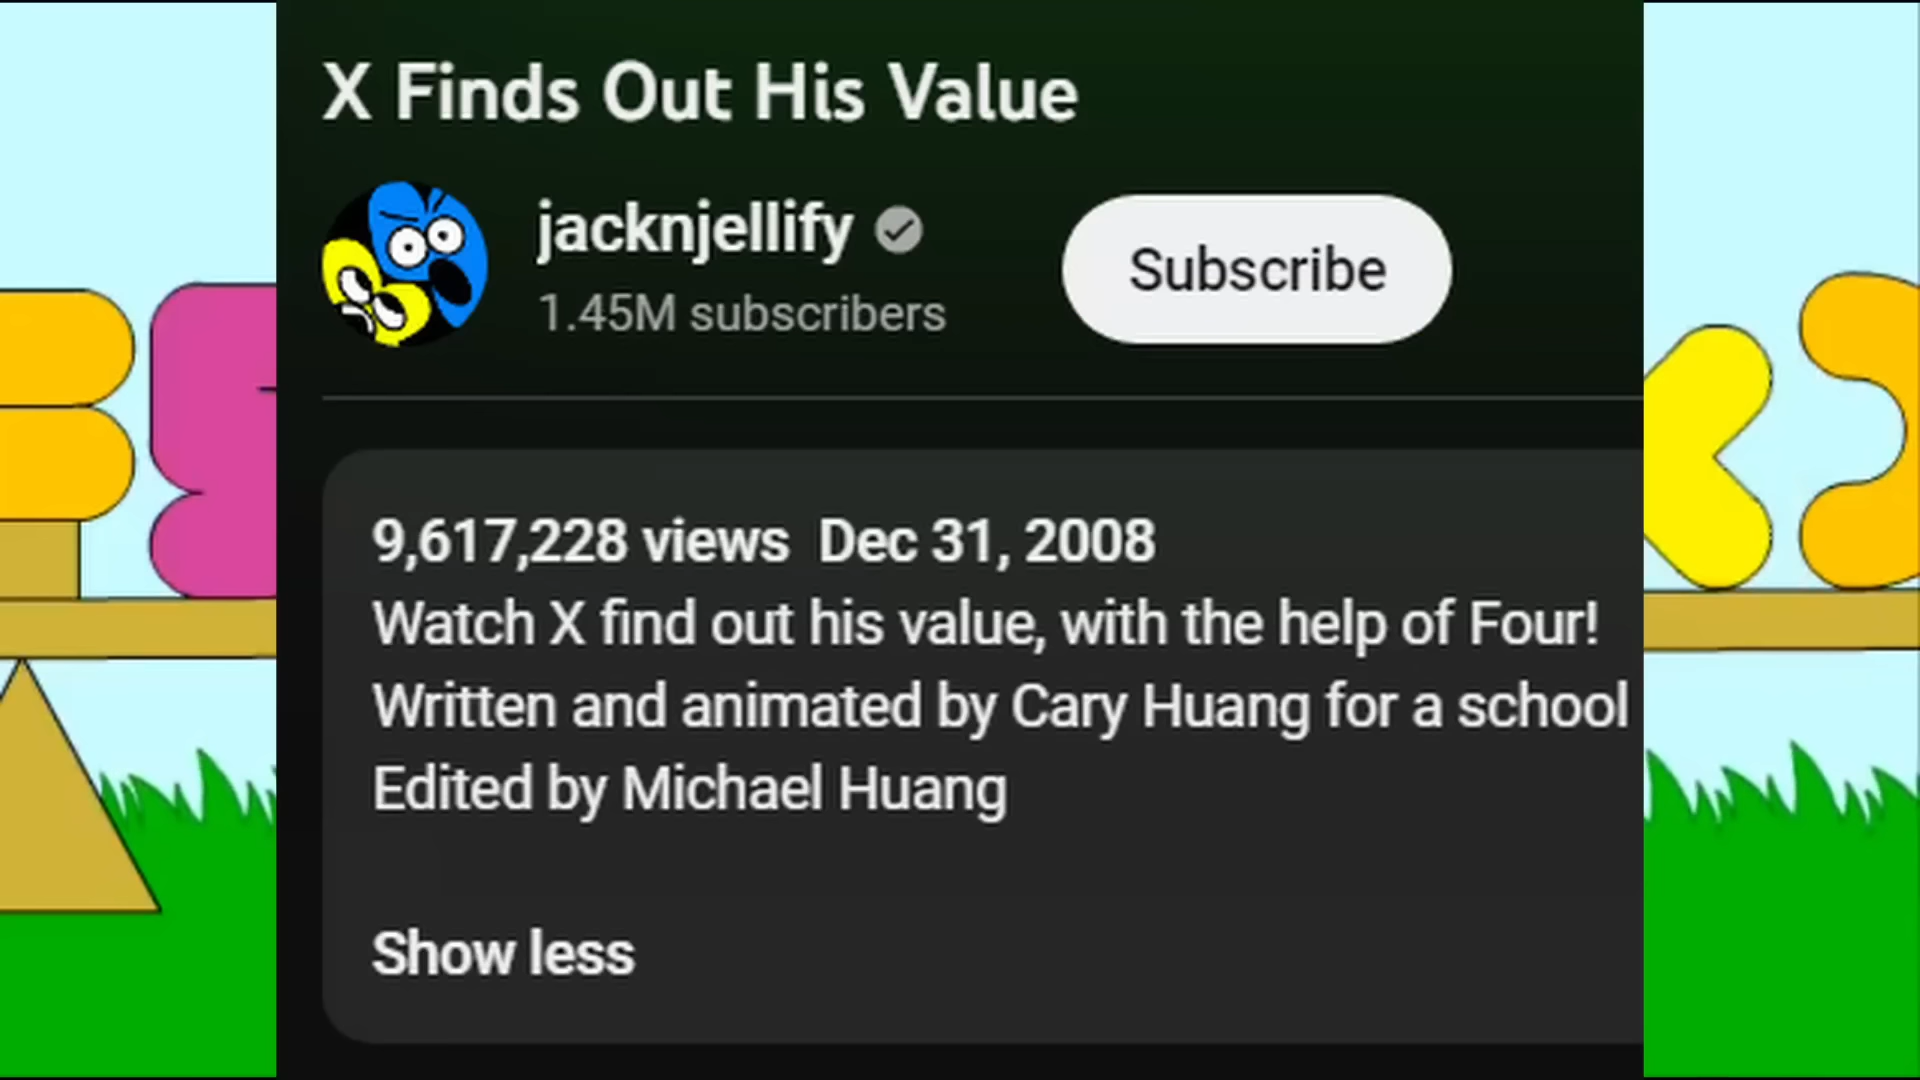 X Finds Out His Value
jacknjellify
1.45M subscribers
Subscribe
9,617,228 views Dec 31, 2008
Watch X find out his value, with the help of Four!
Written and animated by Cary Huang for a school
Edited by Michael Huang
Show less